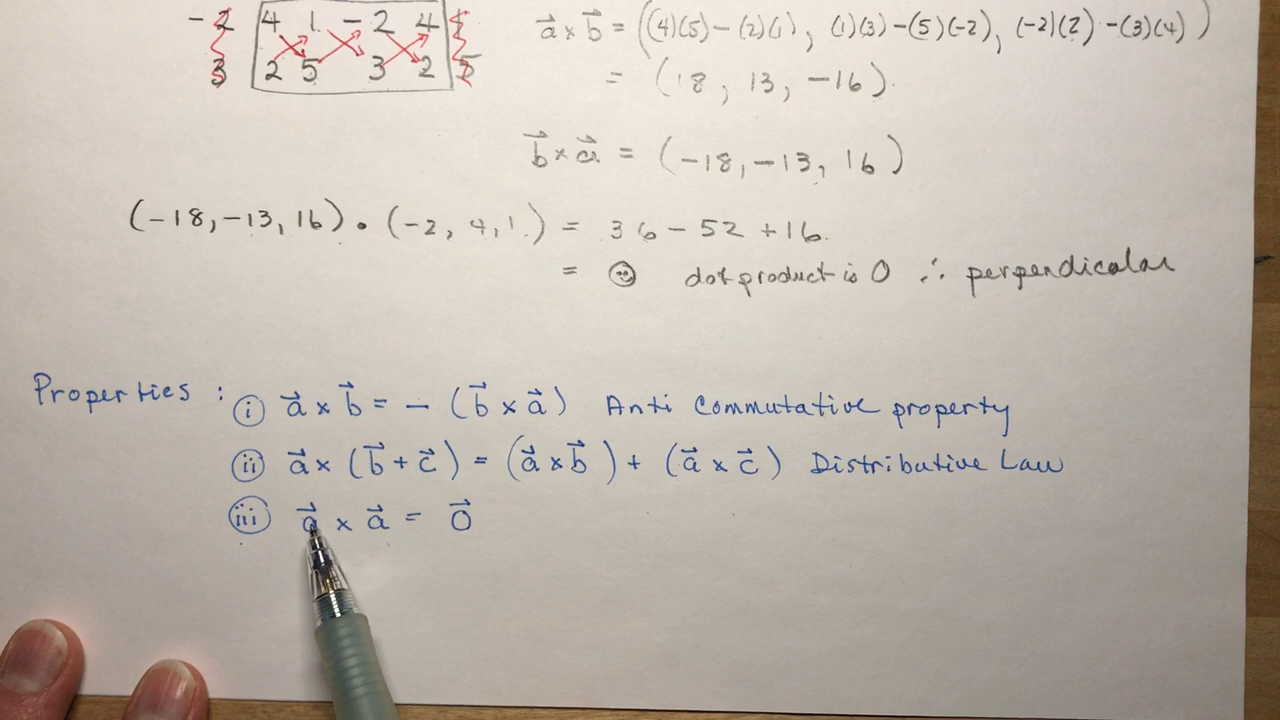 -2 4 1 -2 4 1
3 2 5 3 2 5
a⃗ × b⃗ = ((4)(5) - (2)(1), (1)(3) - (5)(-2), (-2)(2) - (3)(4))
= (18, 13, -16).
b⃗ × a⃗ = (-18, -13, 16)
(-18, -13, 16) • (-2, 4, 1) = 36 - 52 + 16.
= 0 dot product is 0 ∴ perpendicular
Properties : (i) a⃗ × b⃗ = - (b⃗ × a⃗) Anti Commutative property
(ii) a⃗ × (b⃗ + c⃗) = (a⃗ × b⃗) + (a⃗ × c⃗) Distributive Law
(iii) a⃗ × a⃗ = 0⃗